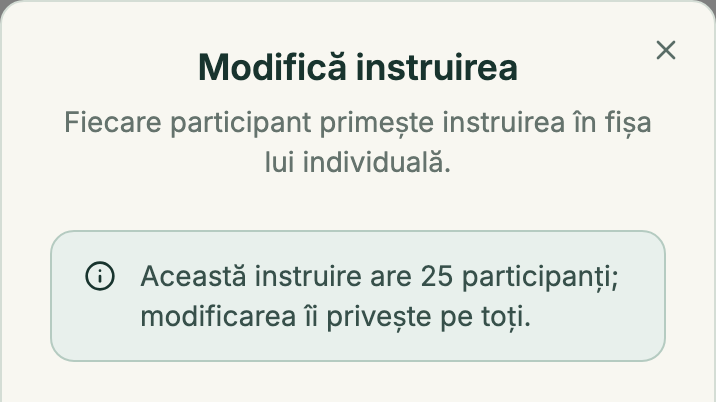 Modifică instruirea
Fiecare participant primește instruirea în fișa
lui individuală.
Această instruire are 25 participanți;
modificarea îi privește pe toți.